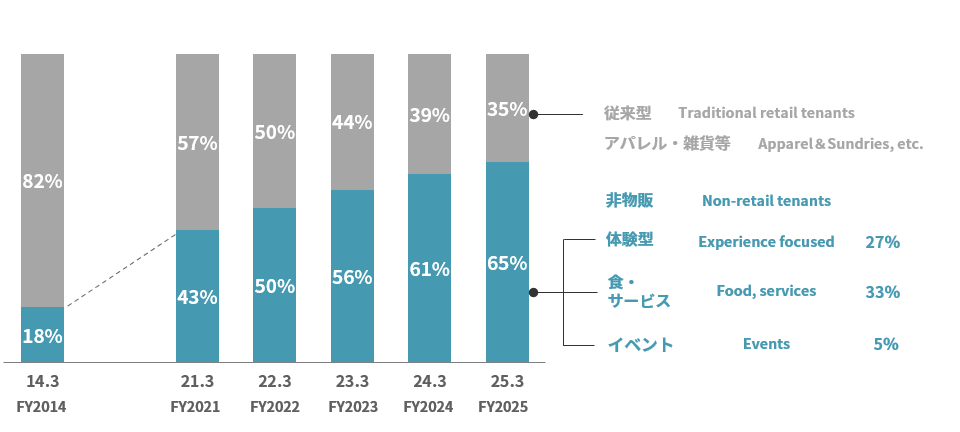 82%
57%
50%
44%
39%
35%
18%
43%
50%
56%
61%
65%
従来型 Traditional retail tenants
アパレル・雑貨等 Apparel&Sundries, etc.
非物販 Non-retail tenants
体験型 Experience focused 27%
食・
サービス Food, services 33%
イベント Events 5%
14.3 21.3 22.3 23.3 24.3 25.3
FY2014 FY2021 FY2022 FY2023 FY2024 FY2025